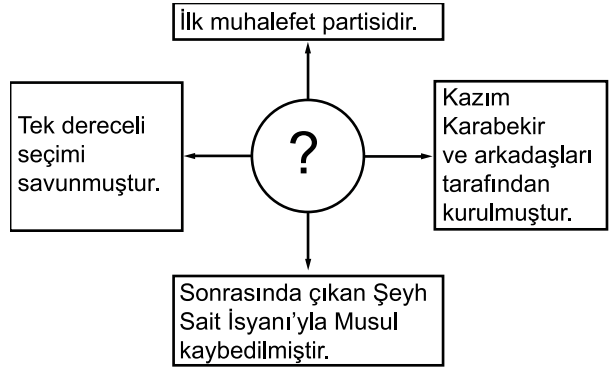 İlk muhalefet partisidir.
Tek dereceli
seçimi
savunmuştur.
?
Kazım
Karabekir
ve arkadaşları
tarafından
kurulmuştur.
Sonrasında çıkan Şeyh
Sait İsyanı'yla Musul
kaybedilmiştir.